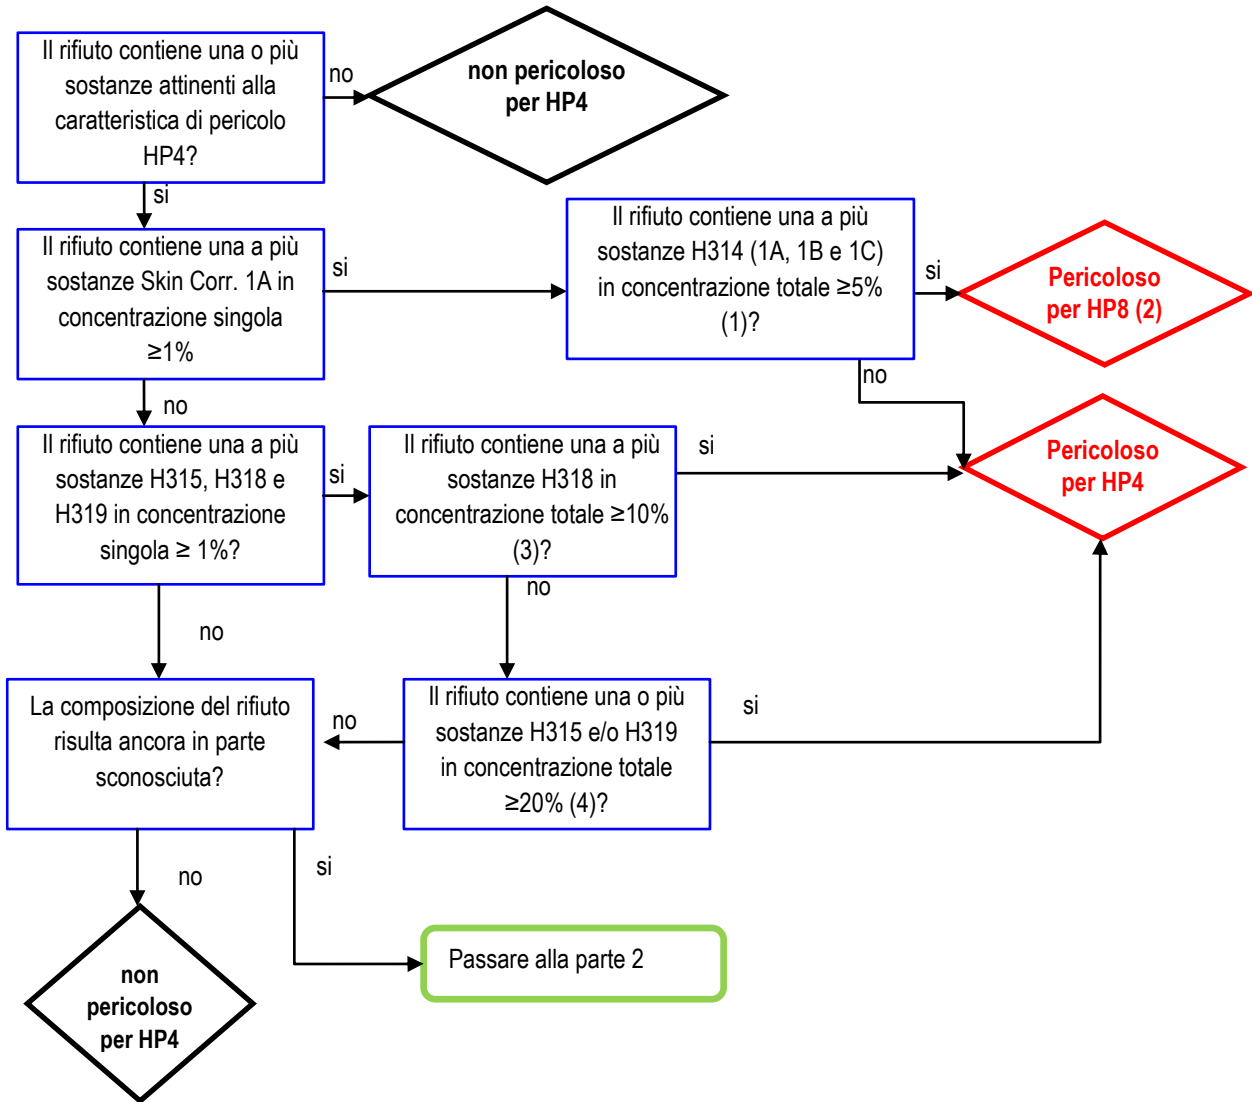 Il rifiuto contiene una o più
sostanze attinenti alla
caratteristica di pericolo
HP4?
no
non pericoloso
per HP4
si
Il rifiuto contiene una a più
sostanze Skin Corr. 1A in
concentrazione singola
≥1%
si
Il rifiuto contiene una a più
sostanze H314 (1A, 1B e 1C)
in concentrazione totale ≥5%
(1)?
si
Pericoloso
per HP8 (2)
no
no
Il rifiuto contiene una a più
sostanze H315, H318 e
H319 in concentrazione
singola ≥ 1%?
si
Il rifiuto contiene una a più
sostanze H318 in
concentrazione totale ≥10%
(3)?
si
Pericoloso
per HP4
no
no
La composizione del rifiuto
risulta ancora in parte
sconosciuta?
no
Il rifiuto contiene una o più
sostanze H315 e/o H319
in concentrazione totale
≥20% (4)?
si
no
si
non
pericoloso
per HP4
Passare alla parte 2